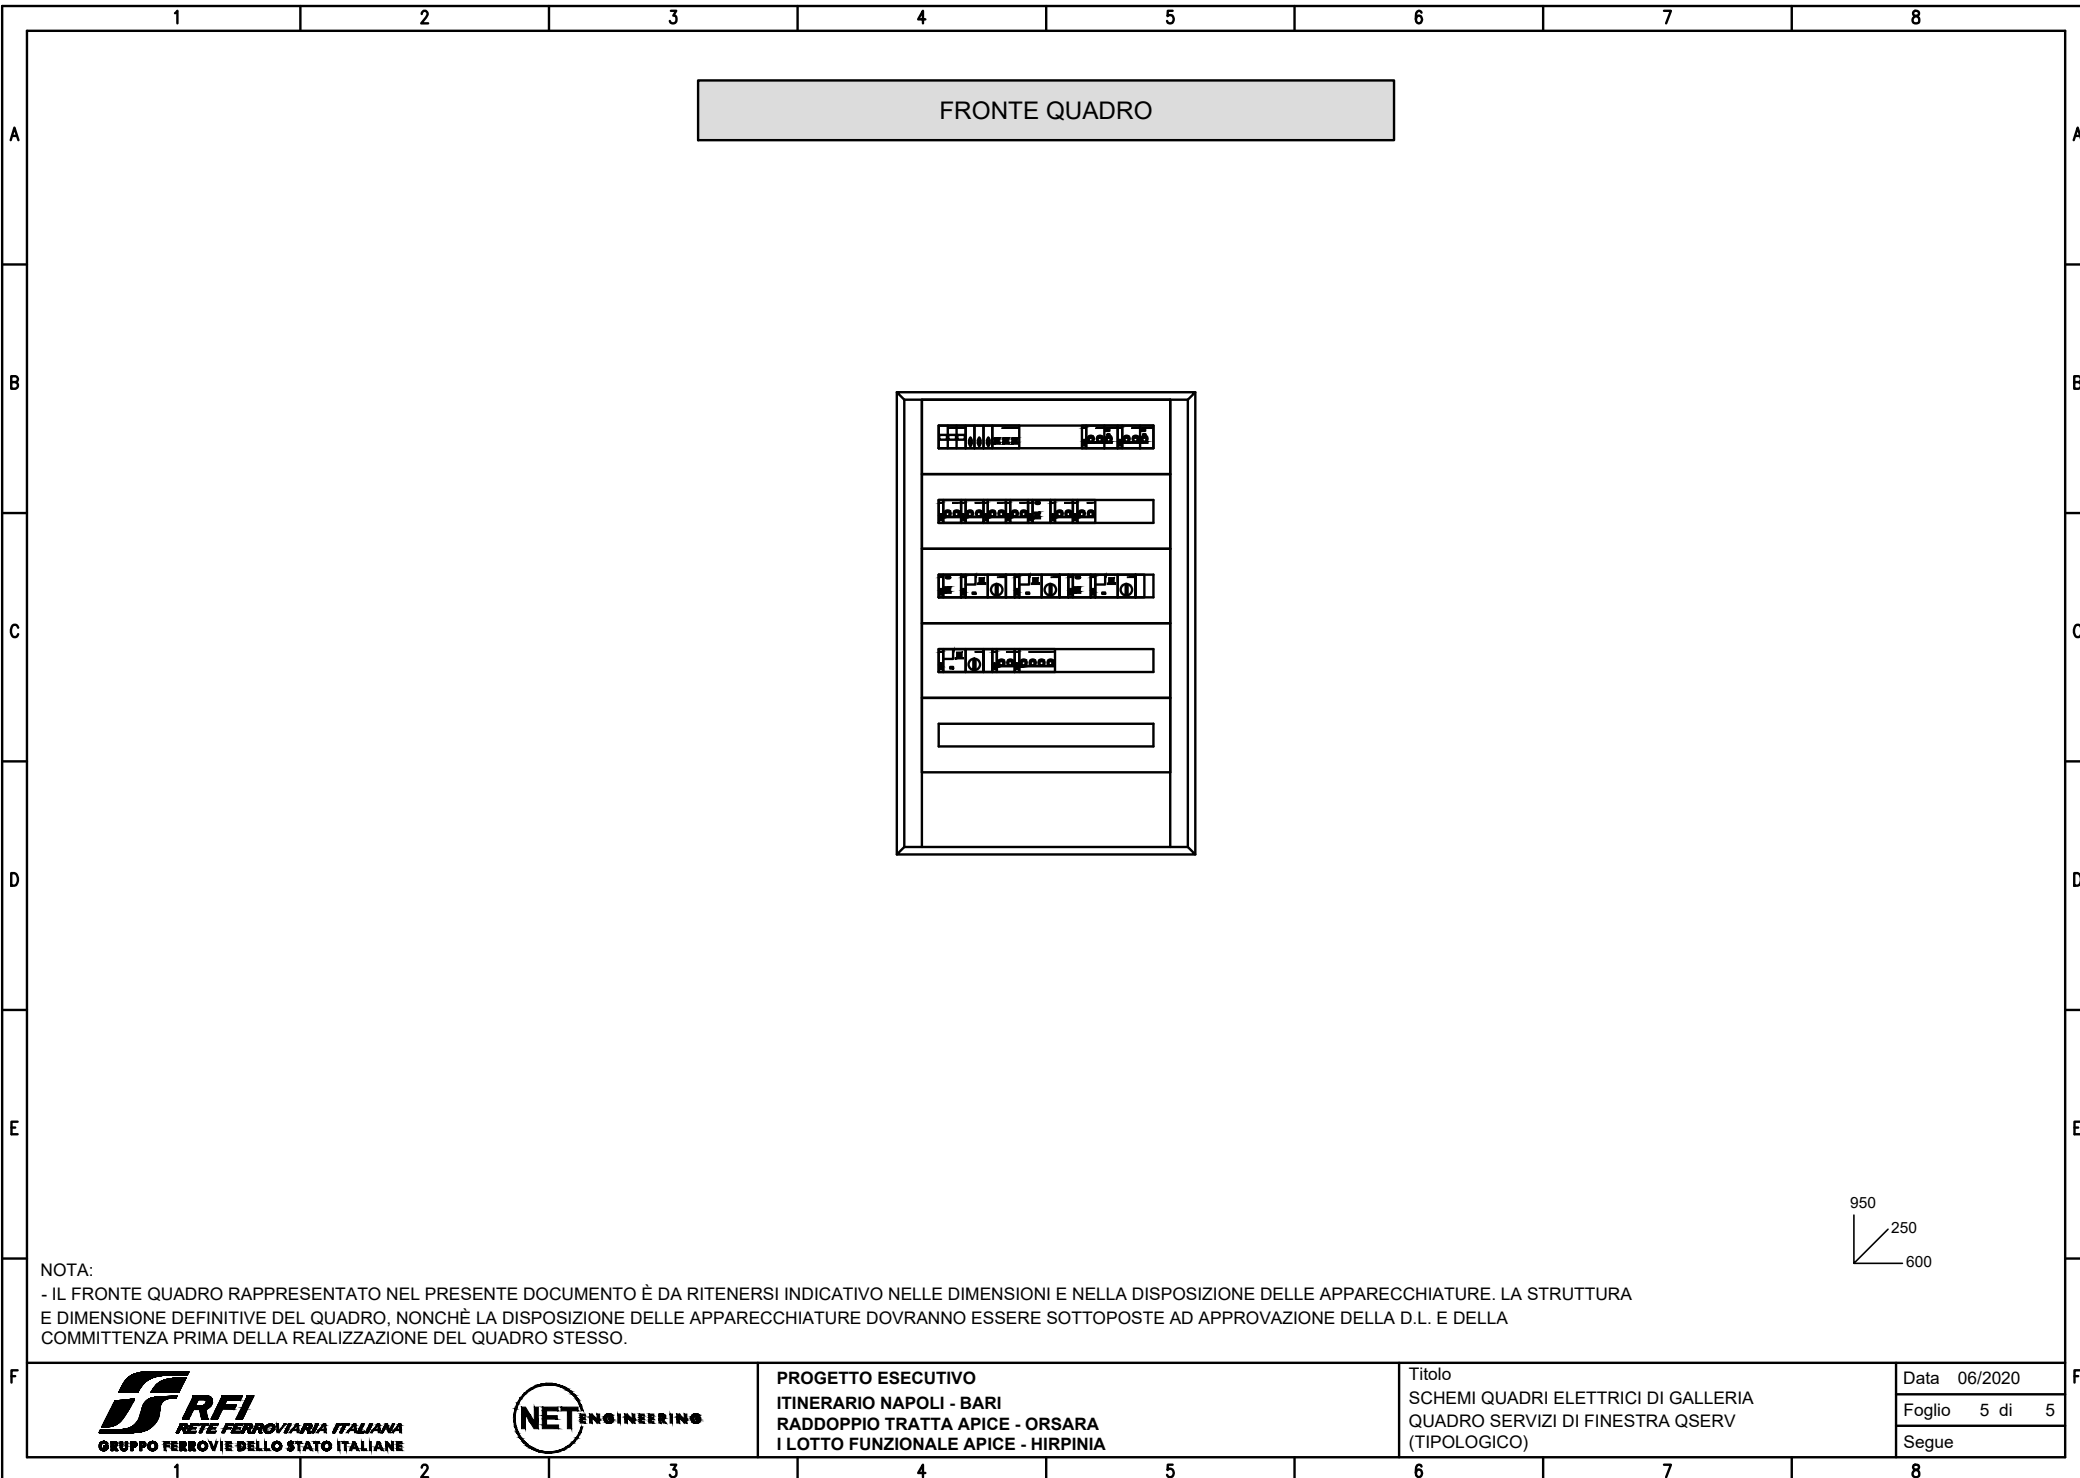 1 2 3 4 5 6 7 8
FRONTE QUADRO
A A
B B
C C
D D
E E
950
250
600
NOTA:
- IL FRONTE QUADRO RAPPRESENTATO NEL PRESENTE DOCUMENTO È DA RITENERSI INDICATIVO NELLE DIMENSIONI E NELLA DISPOSIZIONE DELLE APPARECCHIATURE. LA STRUTTURA
E DIMENSIONE DEFINITIVE DEL QUADRO, NONCHÈ LA DISPOSIZIONE DELLE APPARECCHIATURE DOVRANNO ESSERE SOTTOPOSTE AD APPROVAZIONE DELLA D.L. E DELLA
COMMITTENZA PRIMA DELLA REALIZZAZIONE DEL QUADRO STESSO.
F F
RFI
RETE FERROVIARIA ITALIANA
GRUPPO FERROVIE DELLO STATO ITALIANE
NET ENGINEERING
PROGETTO ESECUTIVO
ITINERARIO NAPOLI - BARI
RADDOPPIO TRATTA APICE - ORSARA
I LOTTO FUNZIONALE APICE - HIRPINIA
Titolo
SCHEMI QUADRI ELETTRICI DI GALLERIA
QUADRO SERVIZI DI FINESTRA QSERV
(TIPOLOGICO)
Data 06/2020
Foglio 5 di 5
Segue
1 2 3 4 5 6 7 8